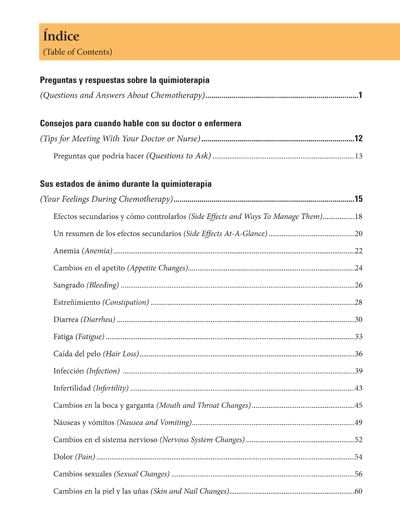 Índice
(Table of Contents)
Preguntas y respuestas sobre la quimioterapia
(Questions and Answers About Chemotherapy)....................1
Consejos para cuando hable con su doctor o enfermera
(Tips for Meeting With Your Doctor or Nurse)....................12
Preguntas que podría hacer (Questions to Ask)....................13
Sus estados de ánimo durante la quimioterapia
(Your Feelings During Chemotherapy)....................15
Efectos secundarios y cómo controlarlos (Side Effects and Ways To Manage Them)....................18
Un resumen de los efectos secundarios (Side Effects At-A-Glance)....................20
Anemia (Anemia)....................22
Cambios en el apetito (Appetite Changes)....................24
Sangrado (Bleeding)....................26
Estreñimiento (Constipation)....................28
Diarrea (Diarrhea)....................30
Fatiga (Fatigue)....................33
Caída del pelo (Hair Loss)....................36
Infección (Infection)....................39
Infertilidad (Infertility)....................43
Cambios en la boca y garganta (Mouth and Throat Changes)....................45
Náuseas y vómitos (Nausea and Vomiting)....................49
Cambios en el sistema nervioso (Nervous System Changes)....................52
Dolor (Pain)....................54
Cambios sexuales (Sexual Changes)....................56
Cambios en la piel y las uñas (Skin and Nail Changes)....................60